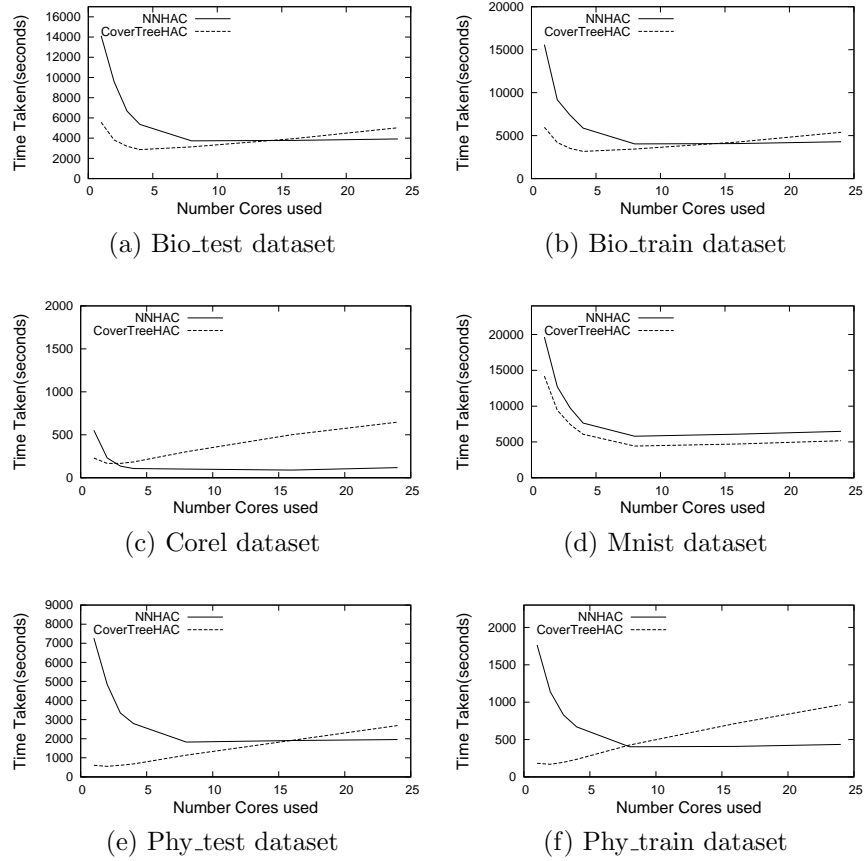 NNHAC
CoverTreeHAC
Time Taken(seconds)
16000
14000
12000
10000
8000
6000
4000
2000
0
0 5 10 15 20 25
Number Cores used
(a) Bio_test dataset
NNHAC
CoverTreeHAC
Time Taken(seconds)
20000
15000
10000
5000
0
0 5 10 15 20 25
Number Cores used
(b) Bio_train dataset
NNHAC
CoverTreeHAC
Time Taken(seconds)
2000
1500
1000
500
0
0 5 10 15 20 25
Number Cores used
(c) Corel dataset
NNHAC
CoverTreeHAC
Time Taken(seconds)
20000
15000
10000
5000
0
0 5 10 15 20 25
Number Cores used
(d) Mnist dataset
NNHAC
CoverTreeHAC
Time Taken(seconds)
9000
8000
7000
6000
5000
4000
3000
2000
1000
0
0 5 10 15 20 25
Number Cores used
(e) Phy_test dataset
NNHAC
CoverTreeHAC
Time Taken(seconds)
2000
1500
1000
500
0
0 5 10 15 20 25
Number Cores used
(f) Phy_train dataset